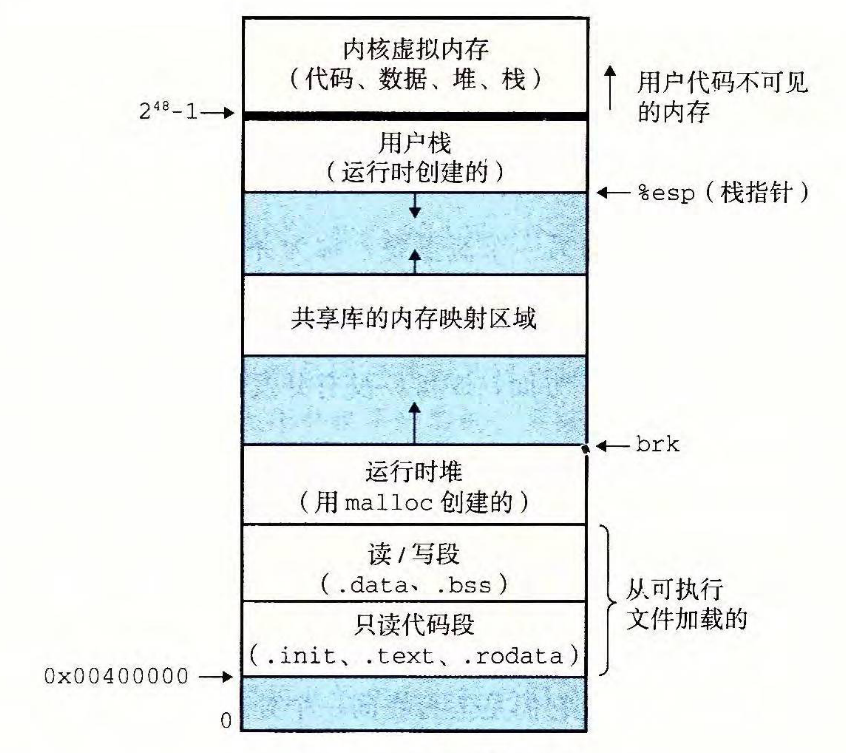 内核虚拟内存
（代码、数据、堆、栈）
用户代码不可见
的内存
2⁴⁸-1
用户栈
（运行时创建的）
%esp（栈指针）
共享库的内存映射区域
brk
运行时堆
（用 malloc 创建的）
读/写段
（.data、.bss）
从可执行
文件加载的
只读代码段
（.init、.text、.rodata）
0x00400000
0